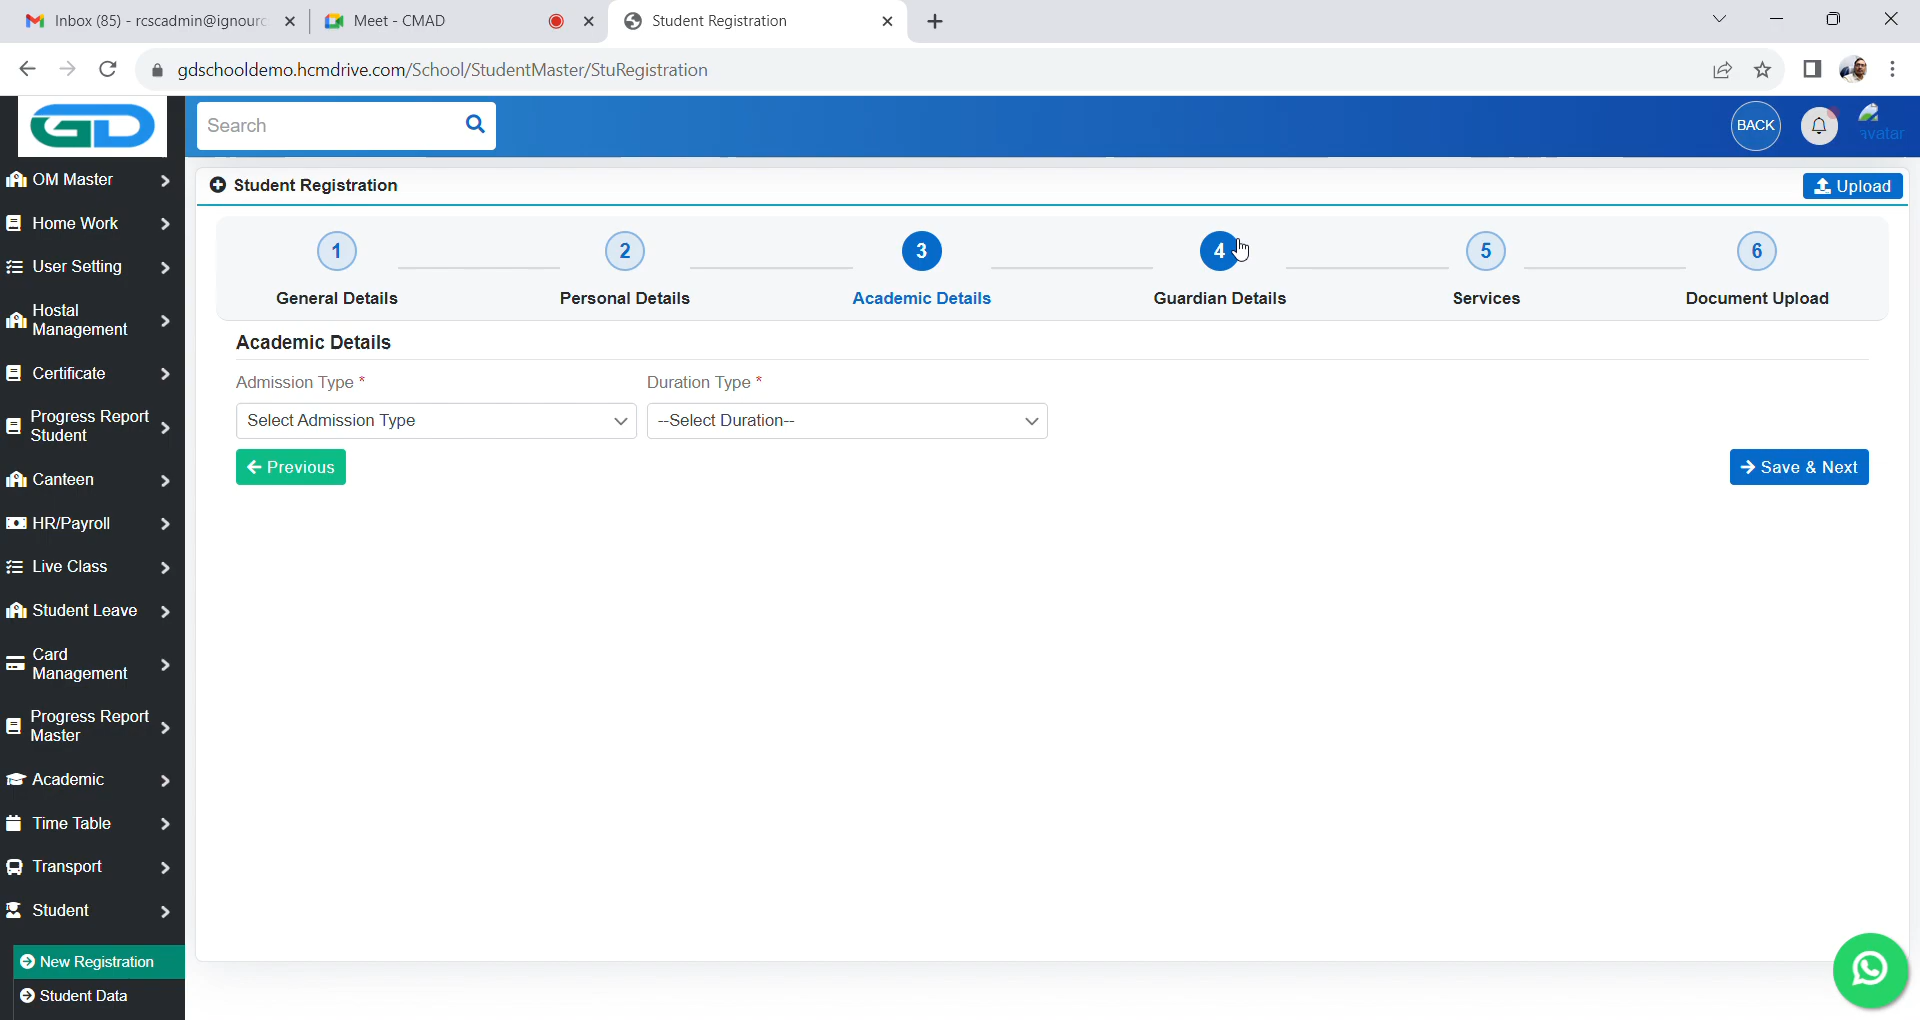 Inbox (85) - rcscadmin@ignourc
Meet - CMAD
Student Registration
gdschooldemo.hcmdrive.com/School/StudentMaster/StuRegistration
GD
Search
BACK
avatar
OM Master
Home Work
User Setting
Hostal
Management
Certificate
Progress Report
Student
Canteen
HR/Payroll
Live Class
Student Leave
Card
Management
Progress Report
Master
Academic
Time Table
Transport
Student
New Registration
Student Data
Student Registration
Upload
1 2 3 4 5 6
General Details Personal Details Academic Details Guardian Details Services Document Upload
Academic Details
Admission Type * Duration Type *
Select Admission Type --Select Duration--
Previous Save & Next